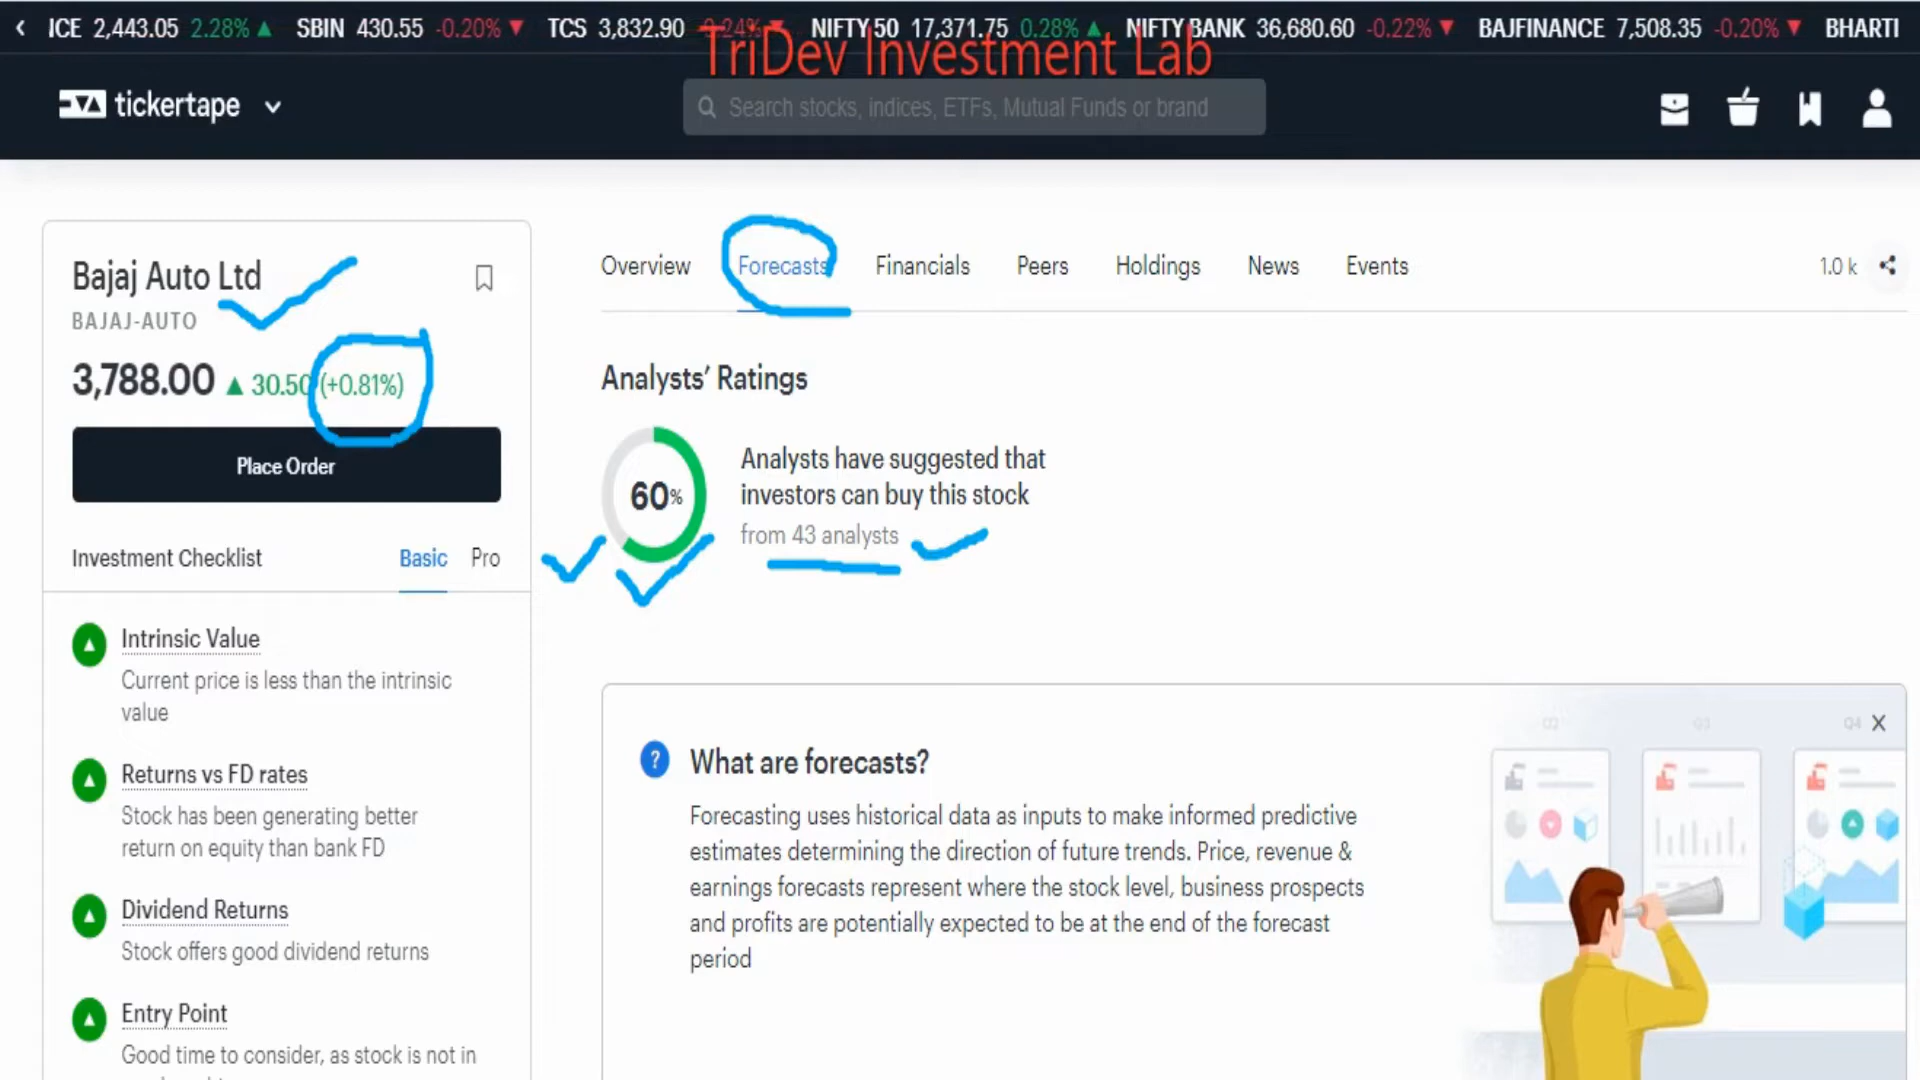 ICE 2,443.05 2.28% SBIN 430.55 -0.20% TCS 3,832.90 -0.24% NIFTY 50 17,371.75 0.28% NIFTY BANK 36,680.60 -0.22% BAJFINANCE 7,508.35 -0.20% BHARTI
TriDev Investment Lab
tickertape
Search stocks, indices, ETFs, Mutual Funds or brand
Bajaj Auto Ltd
BAJAJ-AUTO
3,788.00 30.50 (+0.81%)
Place Order
Investment Checklist Basic Pro
Intrinsic Value
Current price is less than the intrinsic
value
Returns vs FD rates
Stock has been generating better
return on equity than bank FD
Dividend Returns
Stock offers good dividend returns
Entry Point
Good time to consider, as stock is not in
Overview Forecasts Financials Peers Holdings News Events 1.0 k
Analysts' Ratings
60%
Analysts have suggested that
investors can buy this stock
from 43 analysts
Q2 Q3 Q4
? What are forecasts?
Forecasting uses historical data as inputs to make informed predictive
estimates determining the direction of future trends. Price, revenue &
earnings forecasts represent where the stock level, business prospects
and profits are potentially expected to be at the end of the forecast
period